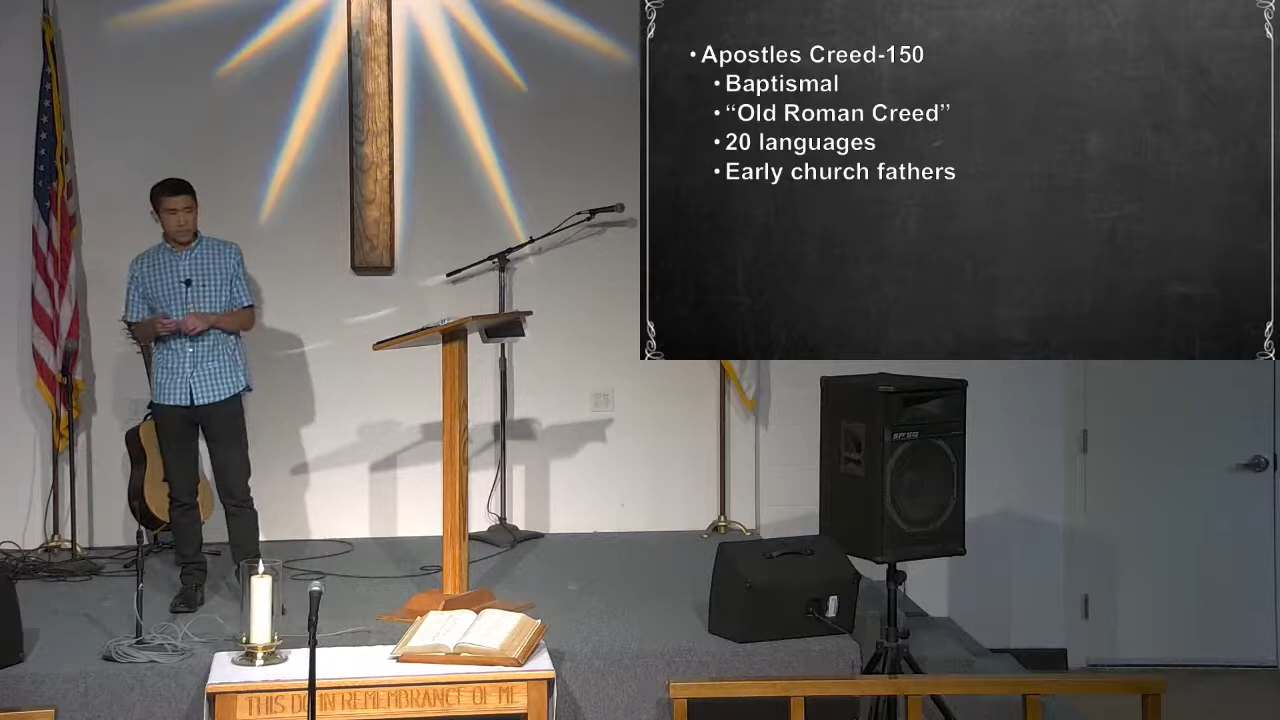 • Apostles Creed-150
• Baptismal
• “Old Roman Creed”
• 20 languages
• Early church fathers
THIS DO IN REMEMBRANCE OF ME